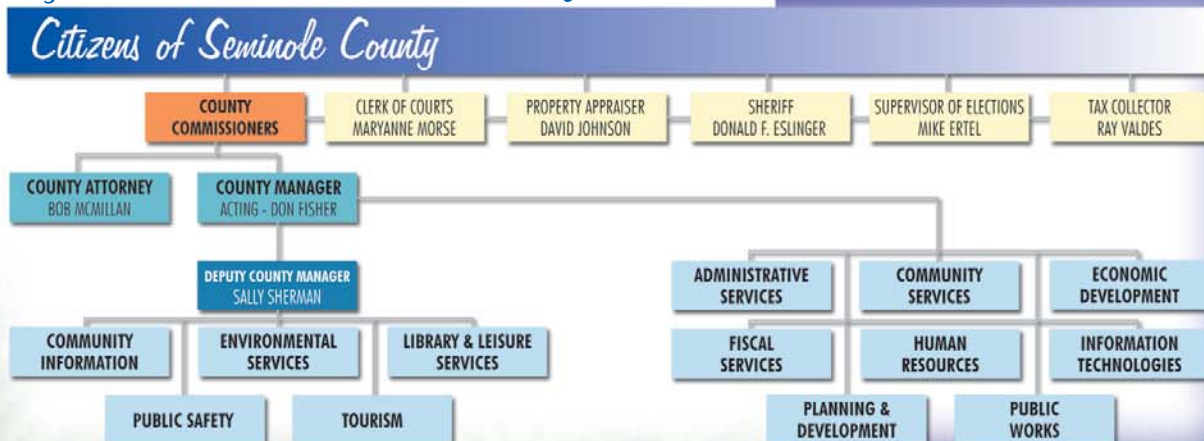 Citizens of Seminole County
COUNTY
COMMISSIONERS
CLERK OF COURTS
MARYANNE MORSE
PROPERTY APPRAISER
DAVID JOHNSON
SHERIFF
DONALD F. ESLINGER
SUPERVISOR OF ELECTIONS
MIKE ERTEL
TAX COLLECTOR
RAY VALDES
COUNTY ATTORNEY
BOB MCMILLAN
COUNTY MANAGER
ACTING - DON FISHER
DEPUTY COUNTY MANAGER
SALLY SHERMAN
ADMINISTRATIVE
SERVICES
COMMUNITY
SERVICES
ECONOMIC
DEVELOPMENT
COMMUNITY
INFORMATION
ENVIRONMENTAL
SERVICES
LIBRARY & LEISURE
SERVICES
FISCAL
SERVICES
HUMAN
RESOURCES
INFORMATION
TECHNOLOGIES
PUBLIC SAFETY
TOURISM
PLANNING &
DEVELOPMENT
PUBLIC
WORKS